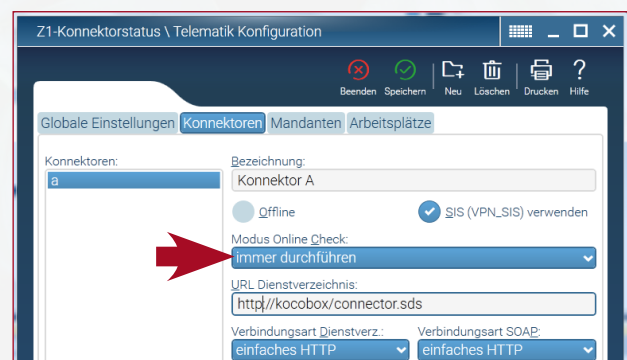 Z1-Konnektorstatus \ Telematik Konfiguration
Beenden Speichern Neu Löschen Drucken Hilfe
Globale Einstellungen Konnektoren Mandanten Arbeitsplätze
Konnektoren:
a
Bezeichnung:
Konnektor A
Offline
SIS (VPN_SIS) verwenden
Modus Online Check:
immer durchführen
URL Dienstverzeichnis:
http://kocobox/connector.sds
Verbindungsart Dienstverz.: Verbindungsart SOAP:
einfaches HTTP einfaches HTTP